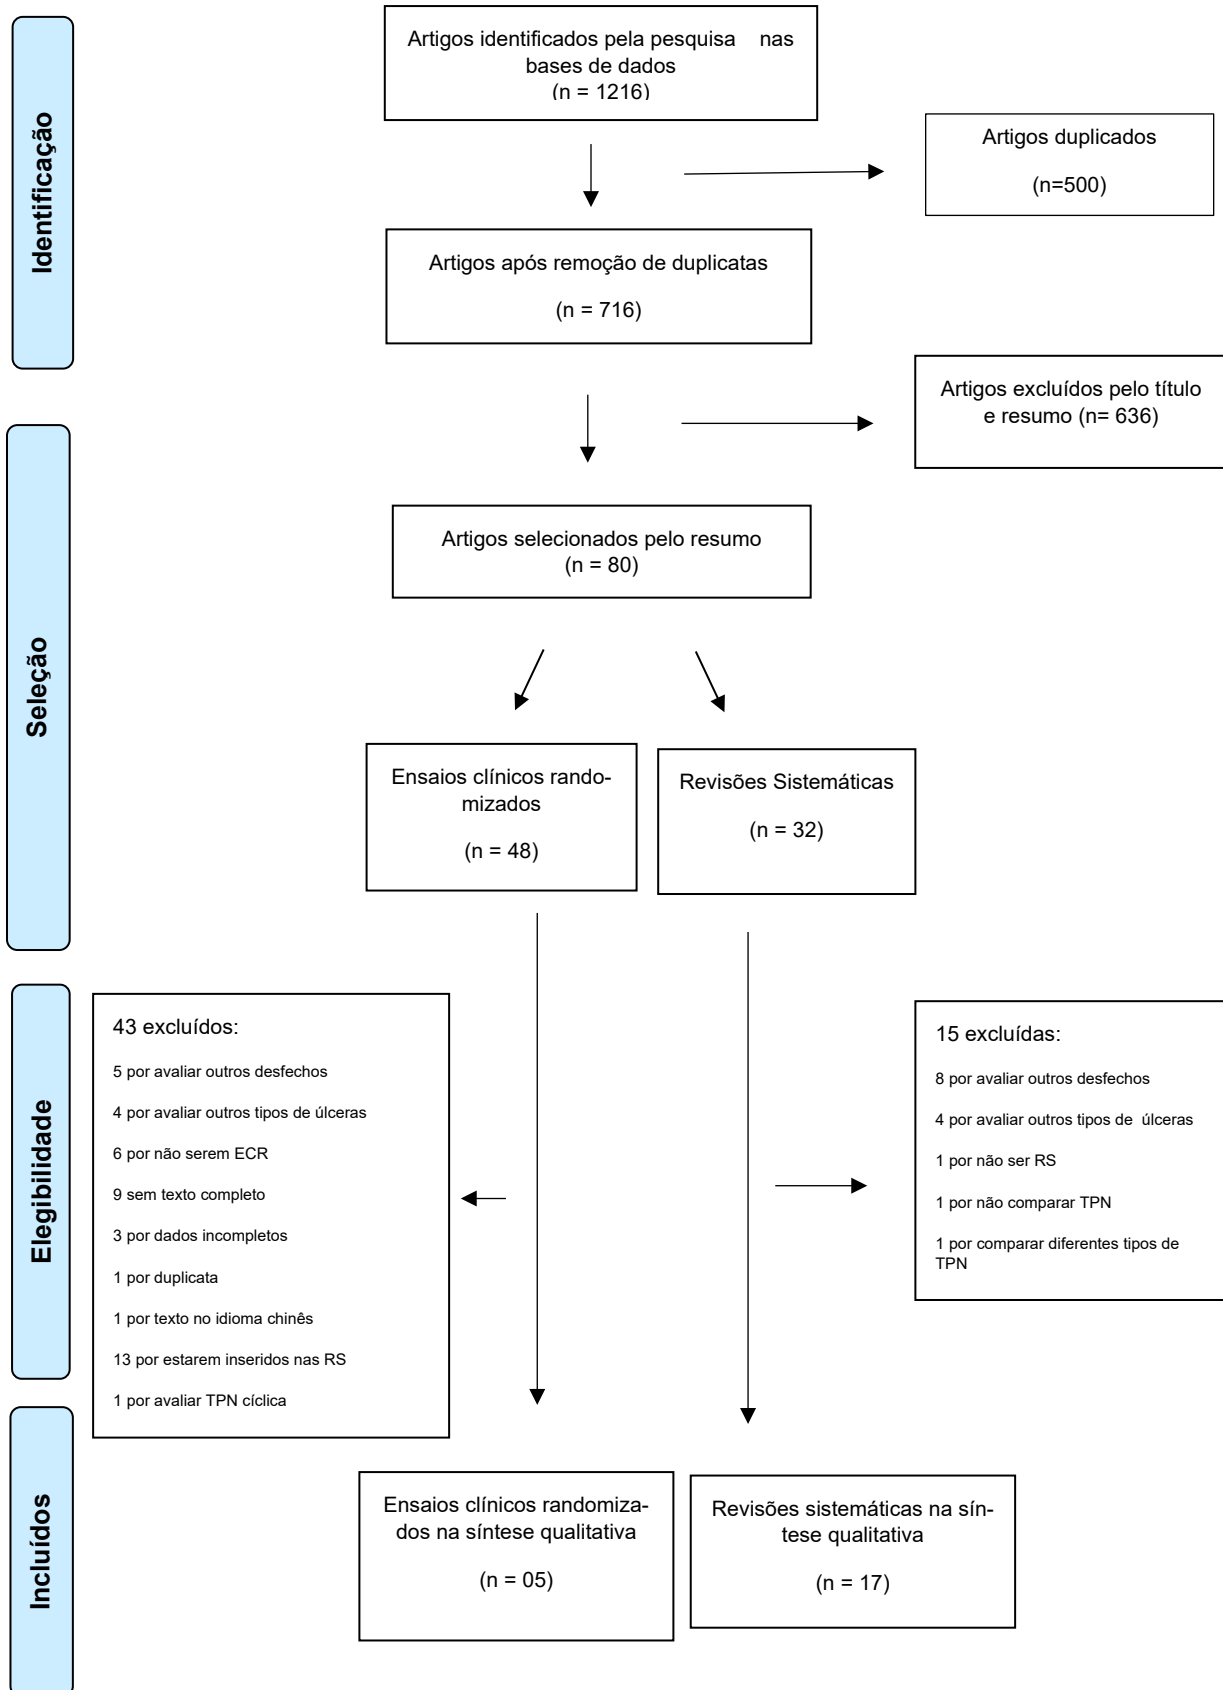 Identificação
Artigos identificados pela pesquisa nas
bases de dados
(n = 1216)
Artigos duplicados
(n=500)
Artigos após remoção de duplicatas
(n = 716)
Seleção
Artigos excluídos pelo título
e resumo (n= 636)
Artigos selecionados pelo resumo
(n = 80)
Ensaios clínicos rando-
mizados
(n = 48)
Revisões Sistemáticas
(n = 32)
Elegibilidade
43 excluídos:
5 por avaliar outros desfechos
4 por avaliar outros tipos de úlceras
6 por não serem ECR
9 sem texto completo
3 por dados incompletos
1 por duplicata
1 por texto no idioma chinês
13 por estarem inseridos nas RS
1 por avaliar TPN cíclica
15 excluídas:
8 por avaliar outros desfechos
4 por avaliar outros tipos de úlceras
1 por não ser RS
1 por não comparar TPN
1 por comparar diferentes tipos de
TPN
Incluídos
Ensaios clínicos randomiza-
dos na síntese qualitativa
(n = 05)
Revisões sistemáticas na sín-
tese qualitativa
(n = 17)